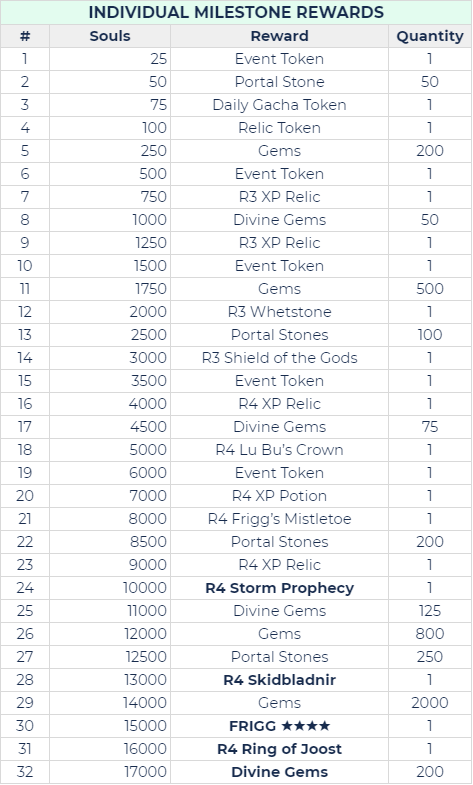 INDIVIDUAL MILESTONE REWARDS
# Souls Reward Quantity
1 25 Event Token 1
2 50 Portal Stone 50
3 75 Daily Gacha Token 1
4 100 Relic Token 1
5 250 Gems 200
6 500 Event Token 1
7 750 R3 XP Relic 1
8 1000 Divine Gems 50
9 1250 R3 XP Relic 1
10 1500 Event Token 1
11 1750 Gems 500
12 2000 R3 Whetstone 1
13 2500 Portal Stones 100
14 3000 R3 Shield of the Gods 1
15 3500 Event Token 1
16 4000 R4 XP Relic 1
17 4500 Divine Gems 75
18 5000 R4 Lu Bu's Crown 1
19 6000 Event Token 1
20 7000 R4 XP Potion 1
21 8000 R4 Frigg's Mistletoe 1
22 8500 Portal Stones 200
23 9000 R4 XP Relic 1
24 10000 R4 Storm Prophecy 1
25 11000 Divine Gems 125
26 12000 Gems 800
27 12500 Portal Stones 250
28 13000 R4 Skidbladnir 1
29 14000 Gems 2000
30 15000 FRIGG ★★★★ 1
31 16000 R4 Ring of Joost 1
32 17000 Divine Gems 200